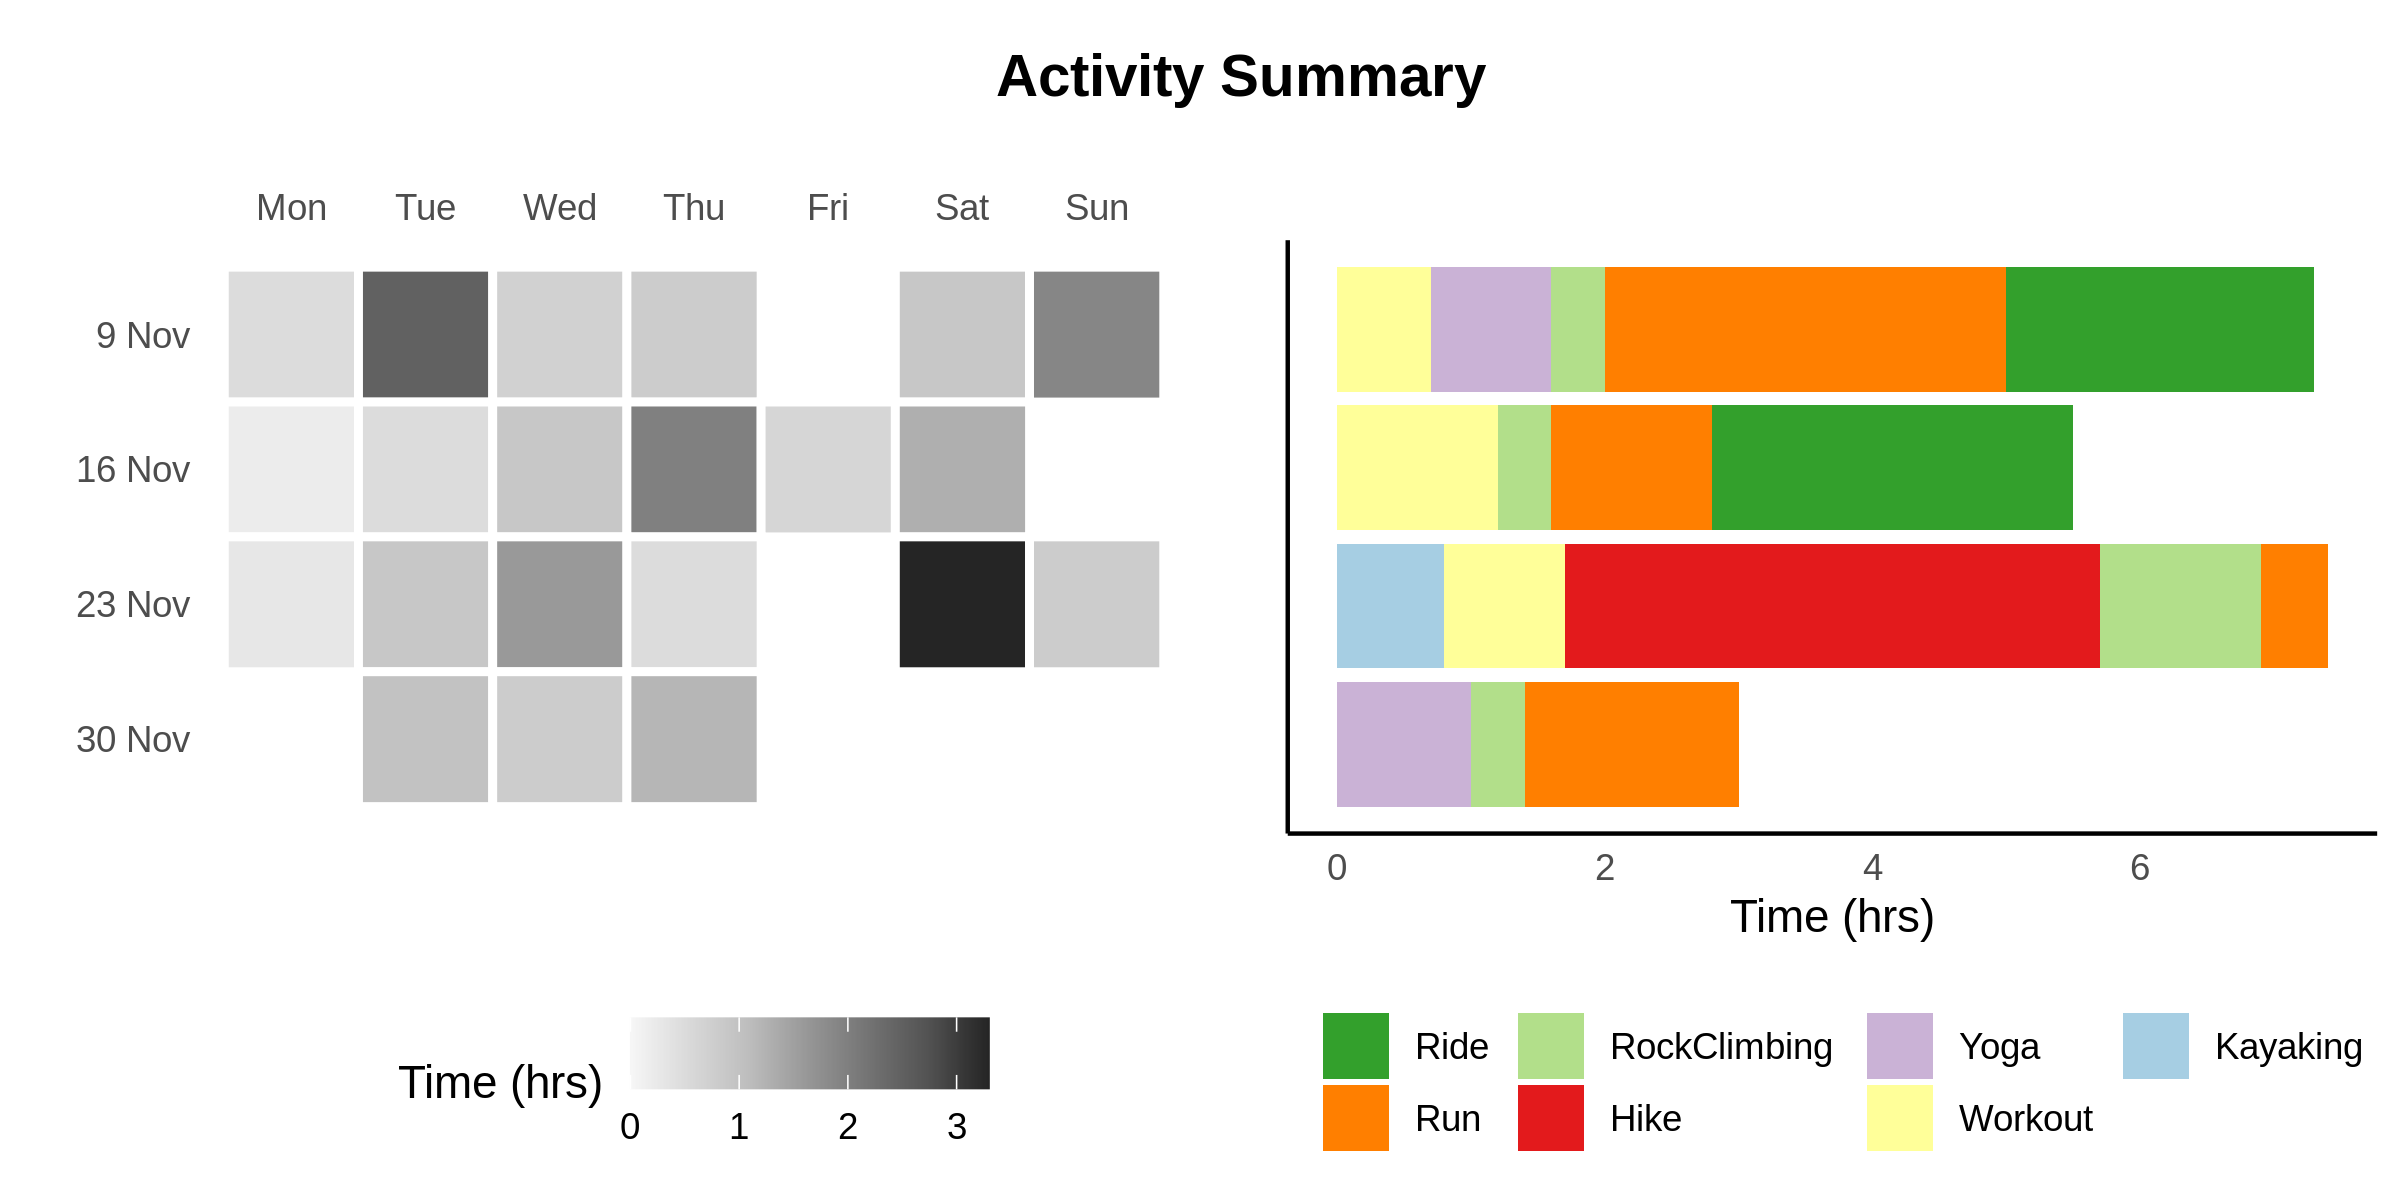 Activity Summary
Mon Tue Wed Thu Fri Sat Sun
9 Nov
16 Nov
23 Nov
30 Nov
0 2 4 6
Time (hrs)
Time (hrs)
0 1 2 3
Ride RockClimbing Yoga Kayaking
Run Hike Workout